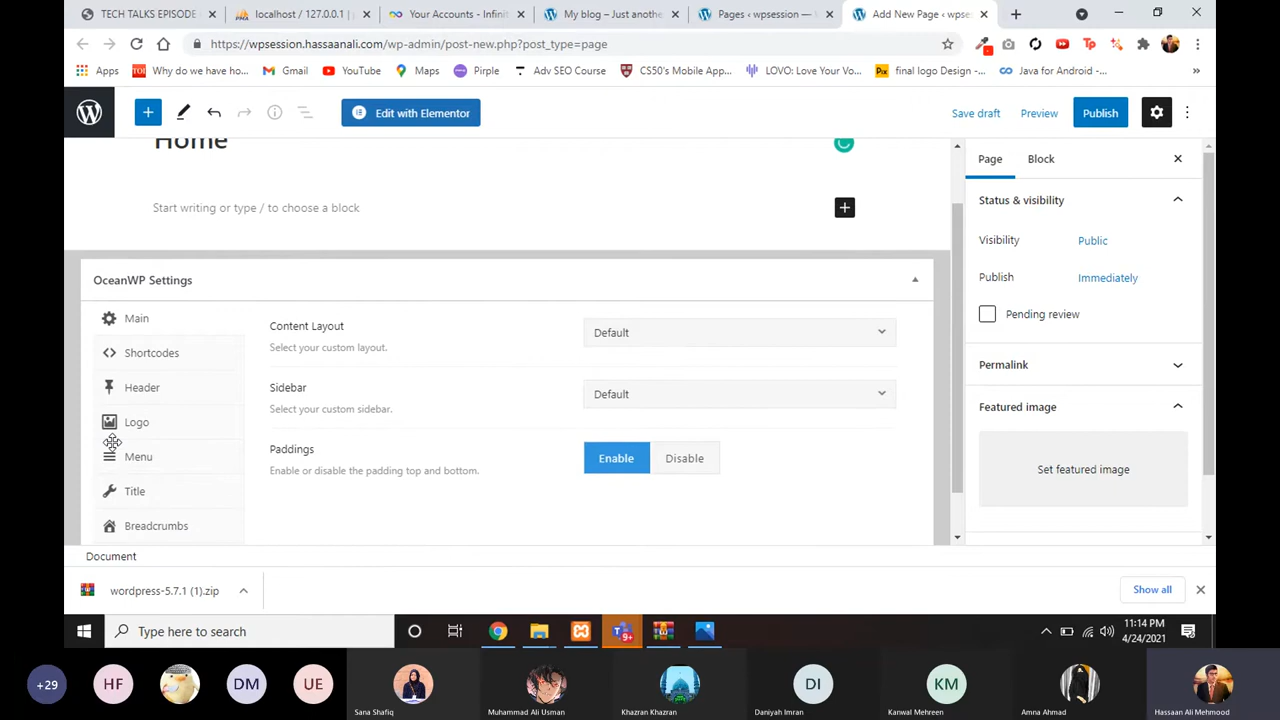 TECH TALKS EPISODE
localhost / 127.0.0.1 |
Your Accounts - Infinit
My blog – Just anothe
Pages ‹ wpsession — W
Add New Page ‹ wpses
https://wpsession.hassaanali.com/wp-admin/post-new.php?post_type=page
Apps
TOI
Why do we have ho...
Gmail
YouTube
Maps
Pirple
Adv SEO Course
CS50's Mobile App...
LOVO: Love Your Vo...
Pix
final logo Design -...
Java for Android -...
»
Edit with Elementor
Save draft
Preview
Publish
Home
Start writing or type / to choose a block
OceanWP Settings
Main
Shortcodes
Header
Logo
Menu
Title
Breadcrumbs
Content Layout
Select your custom layout.
Default
Sidebar
Select your custom sidebar.
Default
Paddings
Enable or disable the padding top and bottom.
Enable
Disable
Page
Block
Status & visibility
Visibility
Public
Publish
Immediately
Pending review
Permalink
Featured image
Set featured image
Document
wordpress-5.7.1 (1).zip
Show all
Type here to search
9+
11:14 PM
4/24/2021
+29
HF
DM
UE
Sana Shafiq
Muhammad Ali Usman
Khazran Khazran
DI
Daniyah Imran
KM
Kanwal Mehreen
Amna Ahmad
Hassaan Ali Mehmood